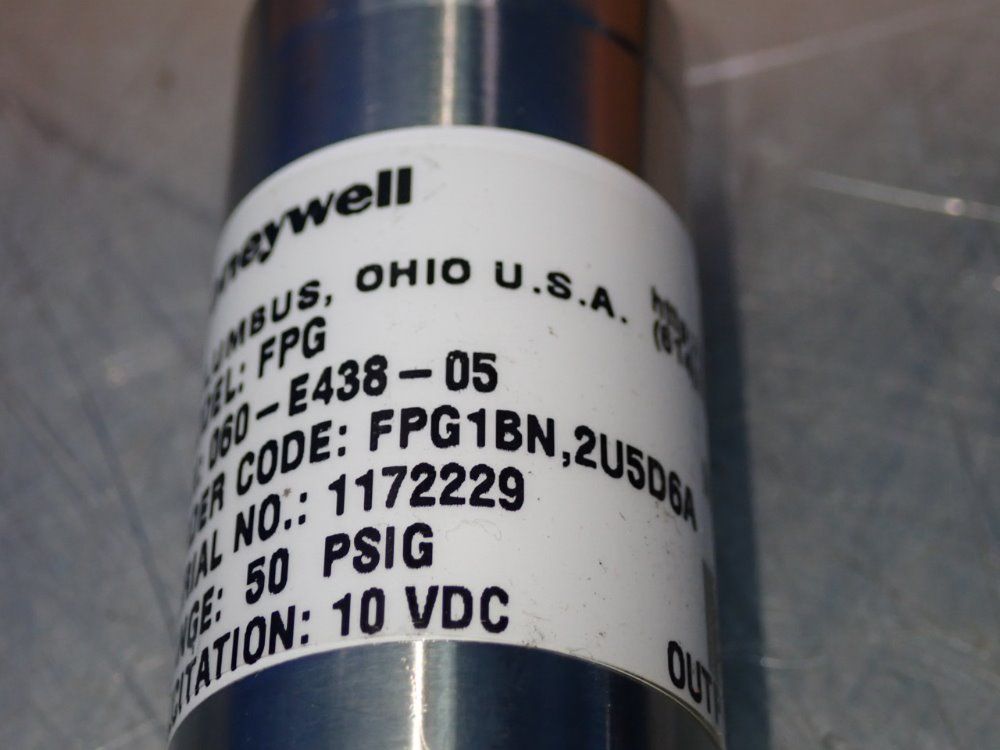 neywell
UMBUS, OHIO U.S.A.
DEL: FPG
: 060-E438-05
DER CODE: FPG1BN,2U5D6A
RIAL NO.: 1172229
NGE: 50 PSIG
CITATION: 10 VDC
OUTP